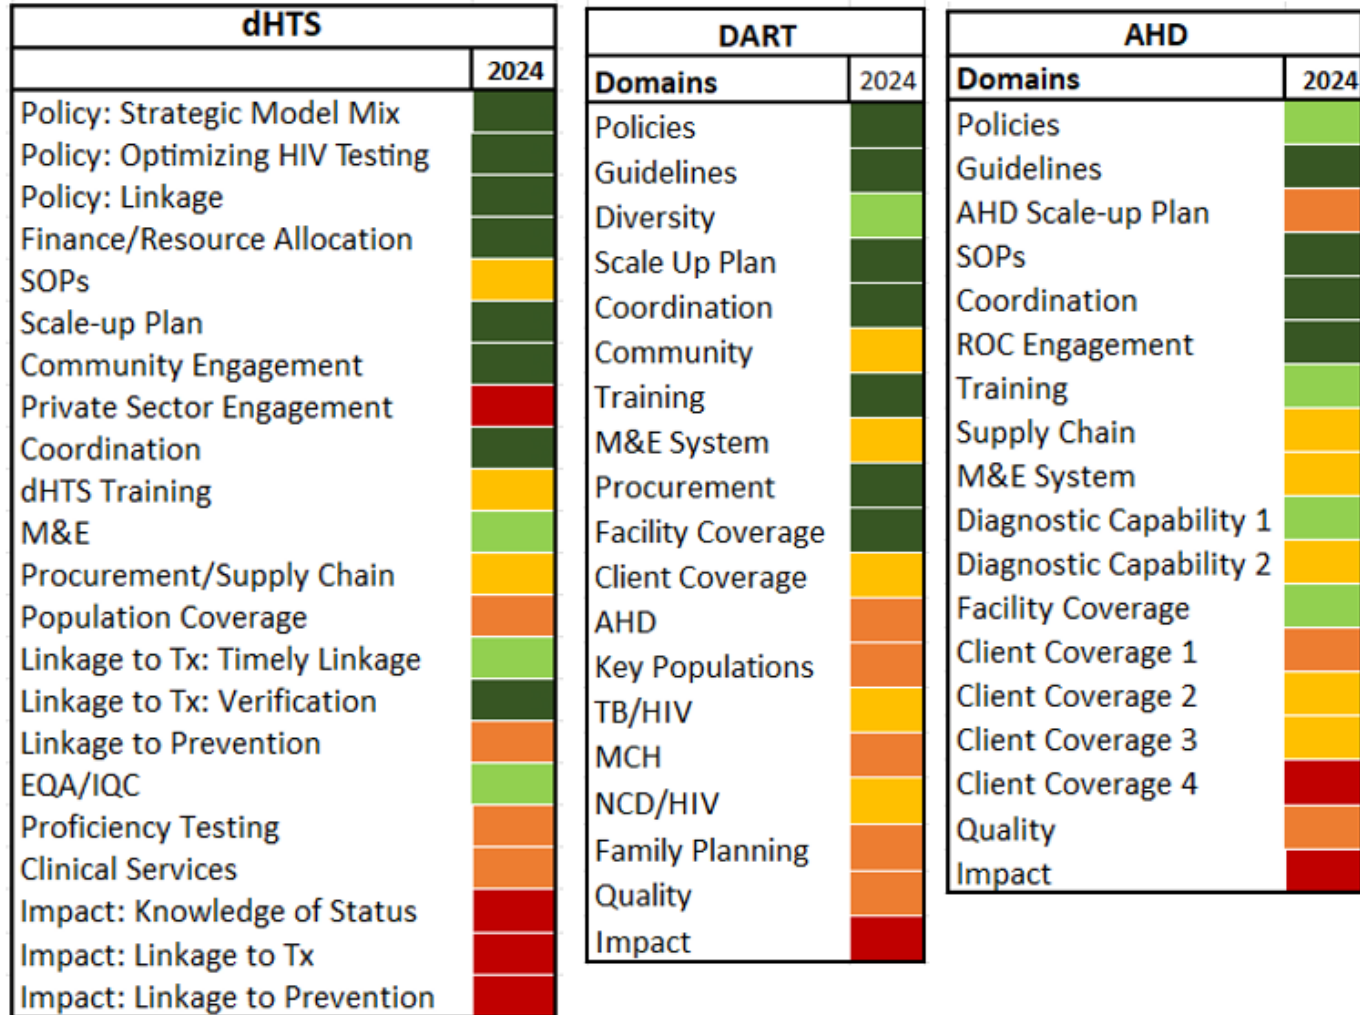 dHTS
2024
Policy: Strategic Model Mix
Policy: Optimizing HIV Testing
Policy: Linkage
Finance/Resource Allocation
SOPs
Scale-up Plan
Community Engagement
Private Sector Engagement
Coordination
dHTS Training
M&E
Procurement/Supply Chain
Population Coverage
Linkage to Tx: Timely Linkage
Linkage to Tx: Verification
Linkage to Prevention
EQA/IQC
Proficiency Testing
Clinical Services
Impact: Knowledge of Status
Impact: Linkage to Tx
Impact: Linkage to Prevention
DART
Domains 2024
Policies
Guidelines
Diversity
Scale Up Plan
Coordination
Community
Training
M&E System
Procurement
Facility Coverage
Client Coverage
AHD
Key Populations
TB/HIV
MCH
NCD/HIV
Family Planning
Quality
Impact
AHD
Domains 2024
Policies
Guidelines
AHD Scale-up Plan
SOPs
Coordination
ROC Engagement
Training
Supply Chain
M&E System
Diagnostic Capability 1
Diagnostic Capability 2
Facility Coverage
Client Coverage 1
Client Coverage 2
Client Coverage 3
Client Coverage 4
Quality
Impact